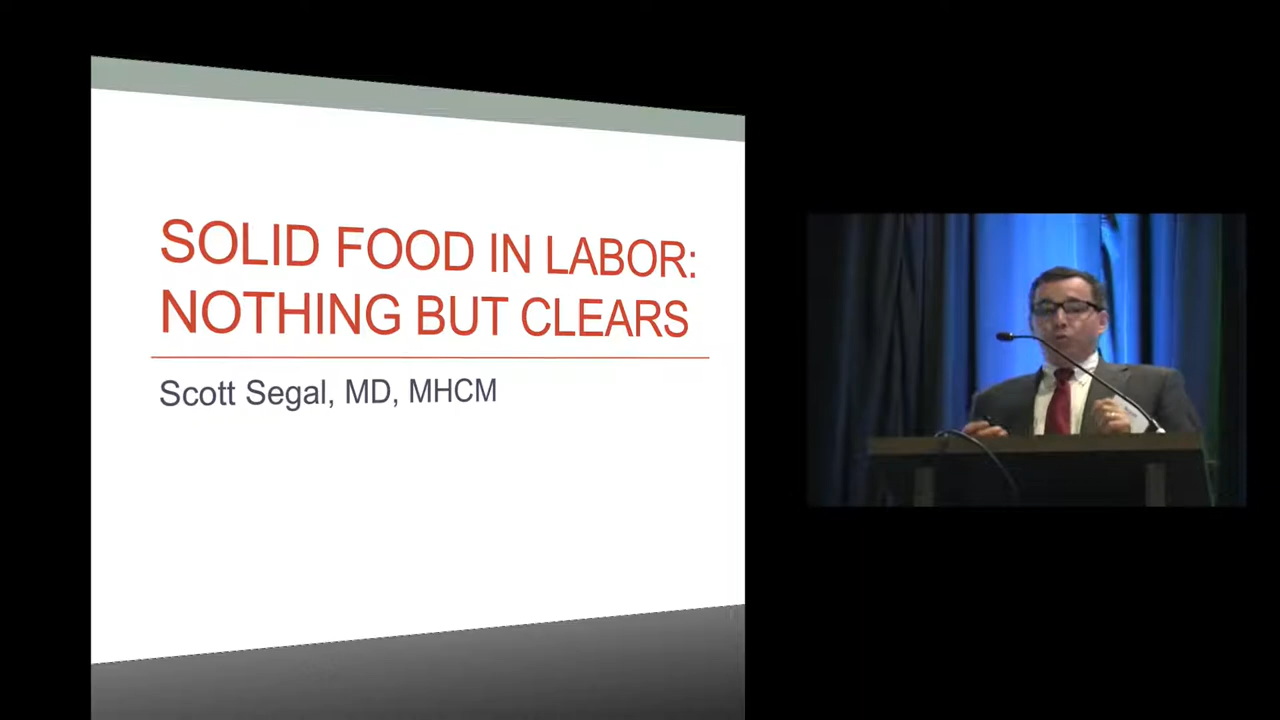 SOLID FOOD IN LABOR:
NOTHING BUT CLEARS
Scott Segal, MD, MHCM